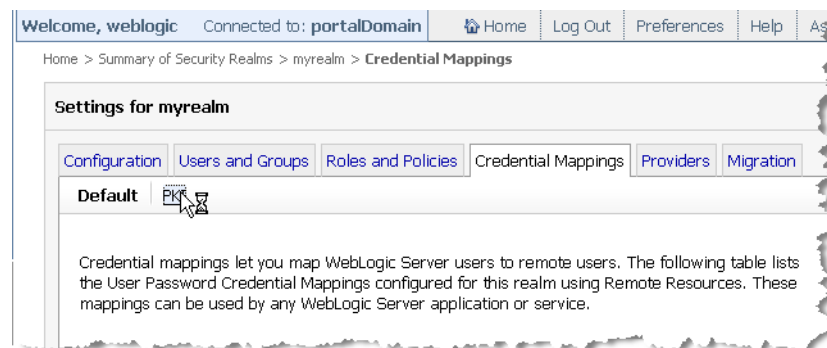 Welcome, weblogic Connected to: portalDomain Home Log Out Preferences Help
Home > Summary of Security Realms > myrealm > Credential Mappings
Settings for myrealm
Configuration Users and Groups Roles and Policies Credential Mappings Providers Migration
Default
Credential mappings let you map WebLogic Server users to remote users. The following table lists
the User Password Credential Mappings configured for this realm using Remote Resources. These
mappings can be used by any WebLogic Server application or service.